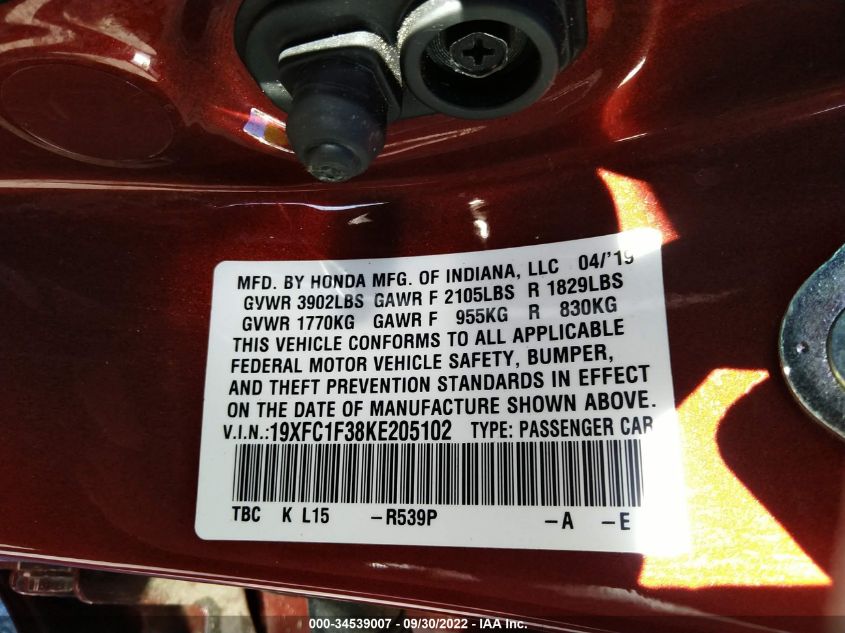 MFD. BY HONDA MFG. OF INDIANA, LLC 04/'19
GVWR 3902LBS GAWR F 2105LBS R 1829LBS
GVWR 1770KG GAWR F 955KG R 830KG
THIS VEHICLE CONFORMS TO ALL APPLICABLE
FEDERAL MOTOR VEHICLE SAFETY, BUMPER,
AND THEFT PREVENTION STANDARDS IN EFFECT
ON THE DATE OF MANUFACTURE SHOWN ABOVE.
V.I.N.:19XFC1F38KE205102 TYPE: PASSENGER CAR
TBC K L15 –R539P –A –E
000-34539007 - 09/30/2022 - IAA Inc.